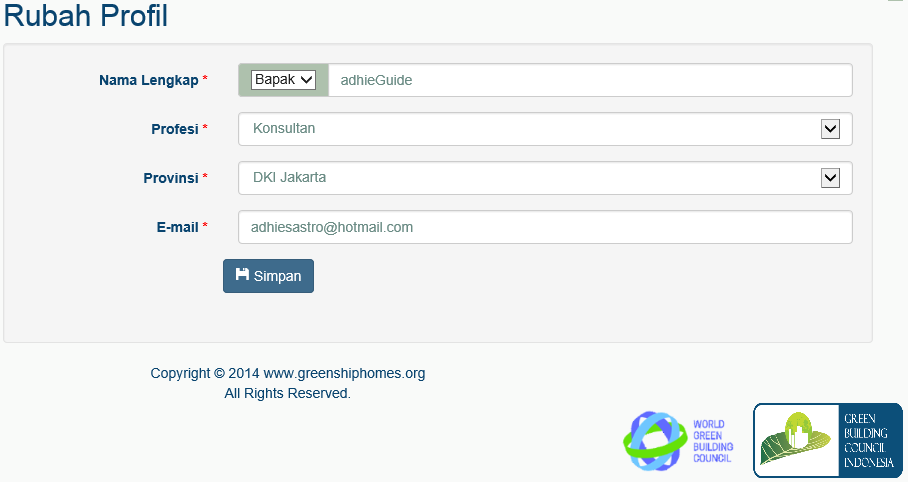 Rubah Profil
Nama Lengkap * Bapak adhieGuide
Profesi * Konsultan
Provinsi * DKI Jakarta
E-mail * adhiesastro@hotmail.com
Simpan
Copyright © 2014 www.greenshiphomes.org
All Rights Reserved.
WORLD
GREEN
BUILDING
COUNCIL
GREEN
BUILDING
COUNCIL
INDONESIA